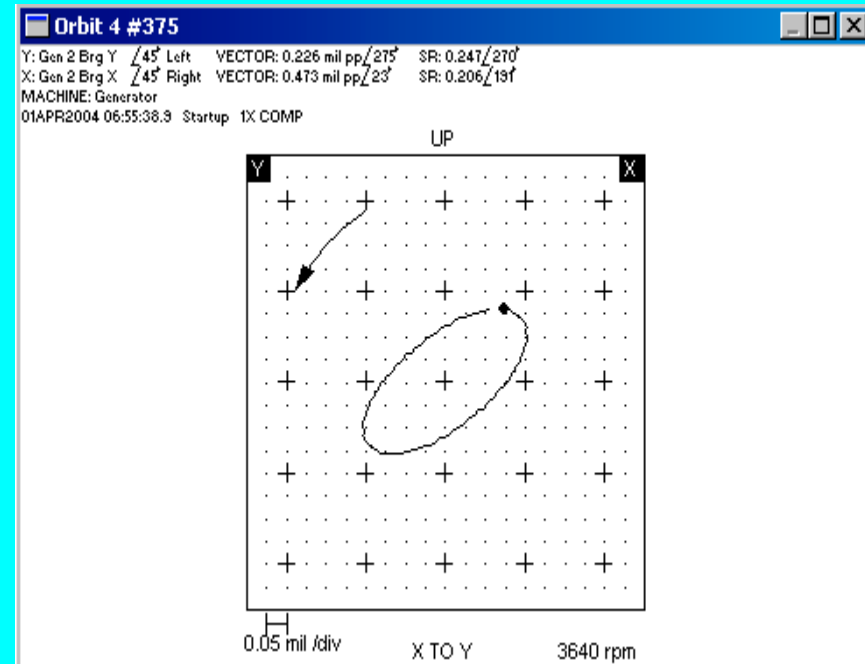 Orbit 4 #375
Y: Gen 2 Brg Y ∠45° Left VECTOR: 0.226 mil pp∠275° SR: 0.247∠270°
X: Gen 2 Brg X ∠45° Right VECTOR: 0.473 mil pp∠23° SR: 0.206∠191°
MACHINE: Generator
01APR2004 06:55:38.9 Startup 1X COMP
UP
Y X
0.05 mil /div X TO Y 3640 rpm